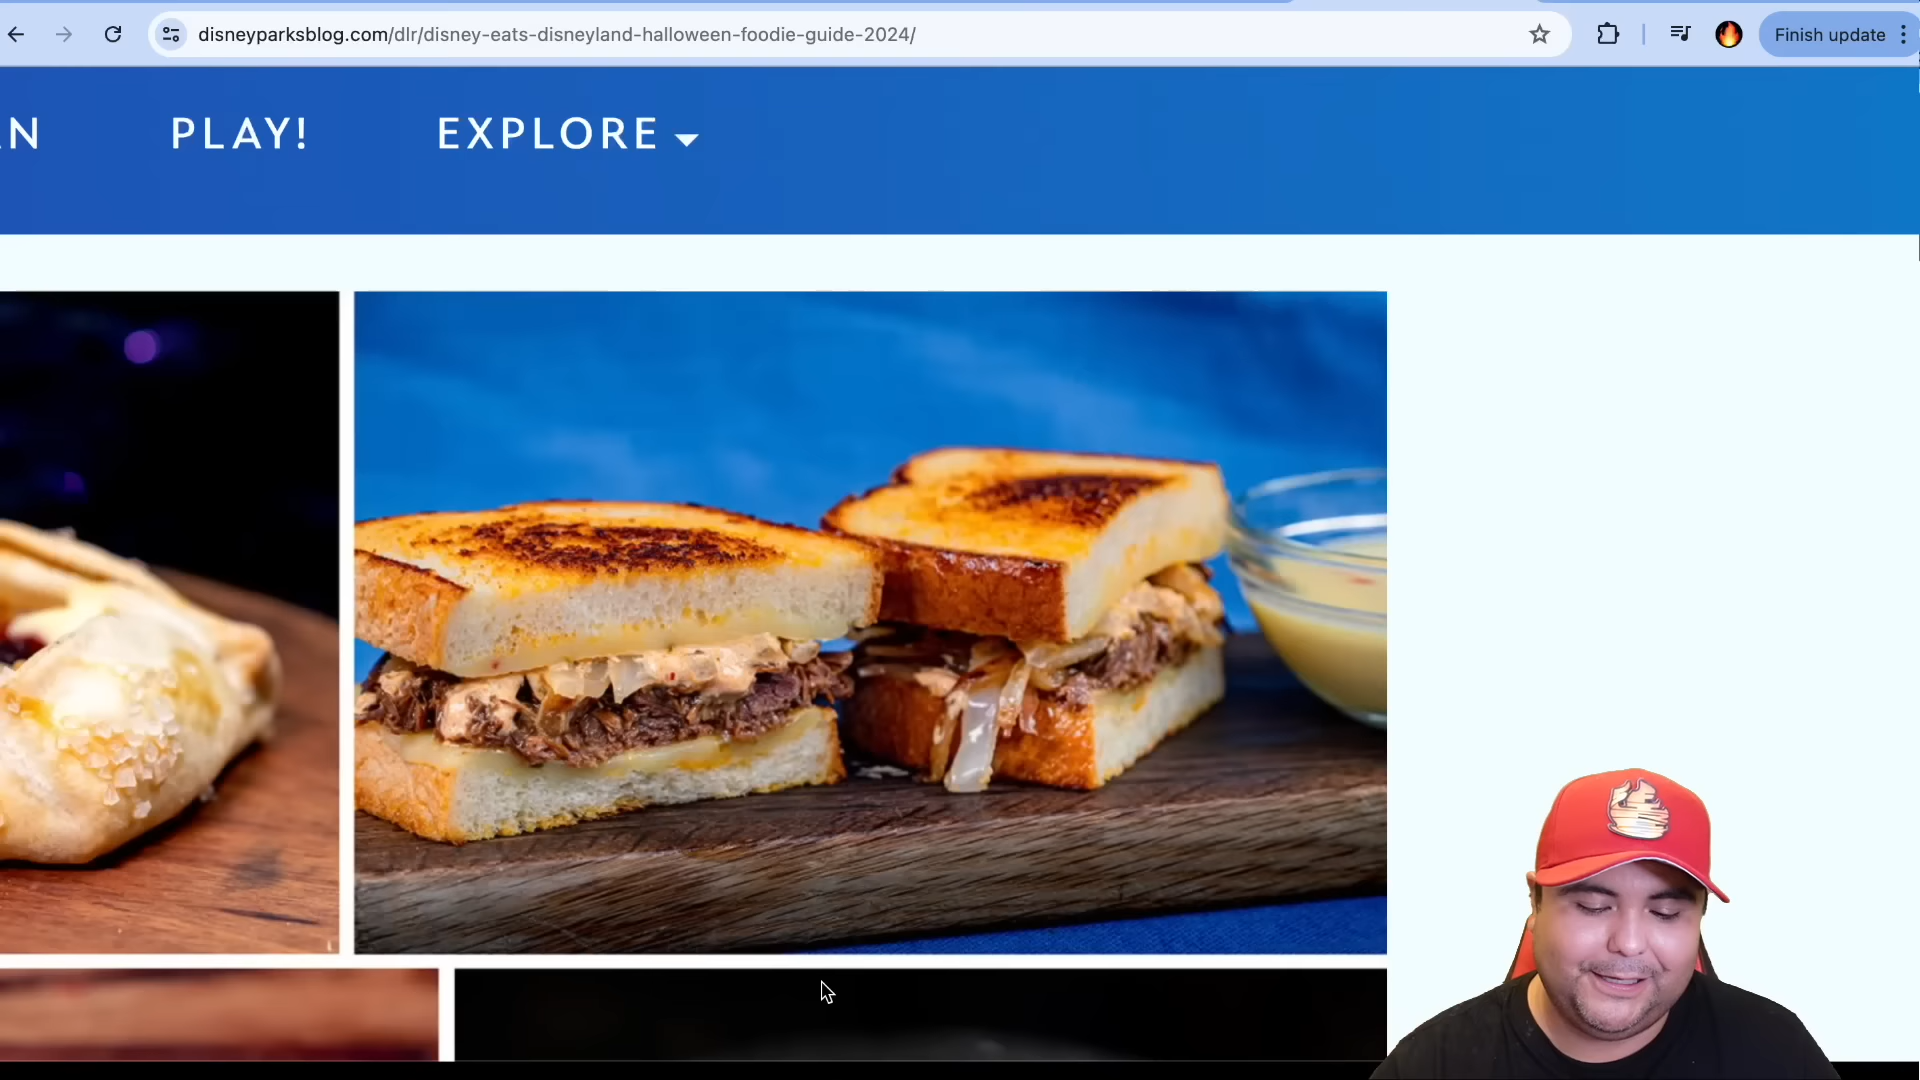 disneyparksblog.com/dlr/disney-eats-disneyland-halloween-foodie-guide-2024/
Finish update
PLAY!
EXPLORE